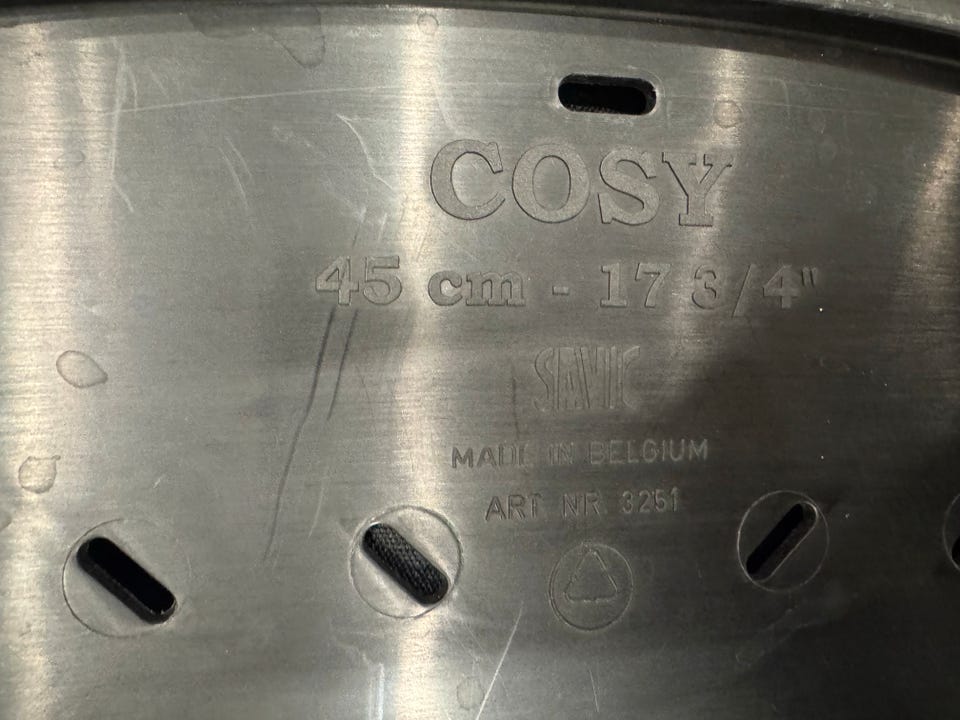 COSY
45 cm - 17 3/4"
SAVIC
MADE IN BELGIUM
ART. NR. 3251